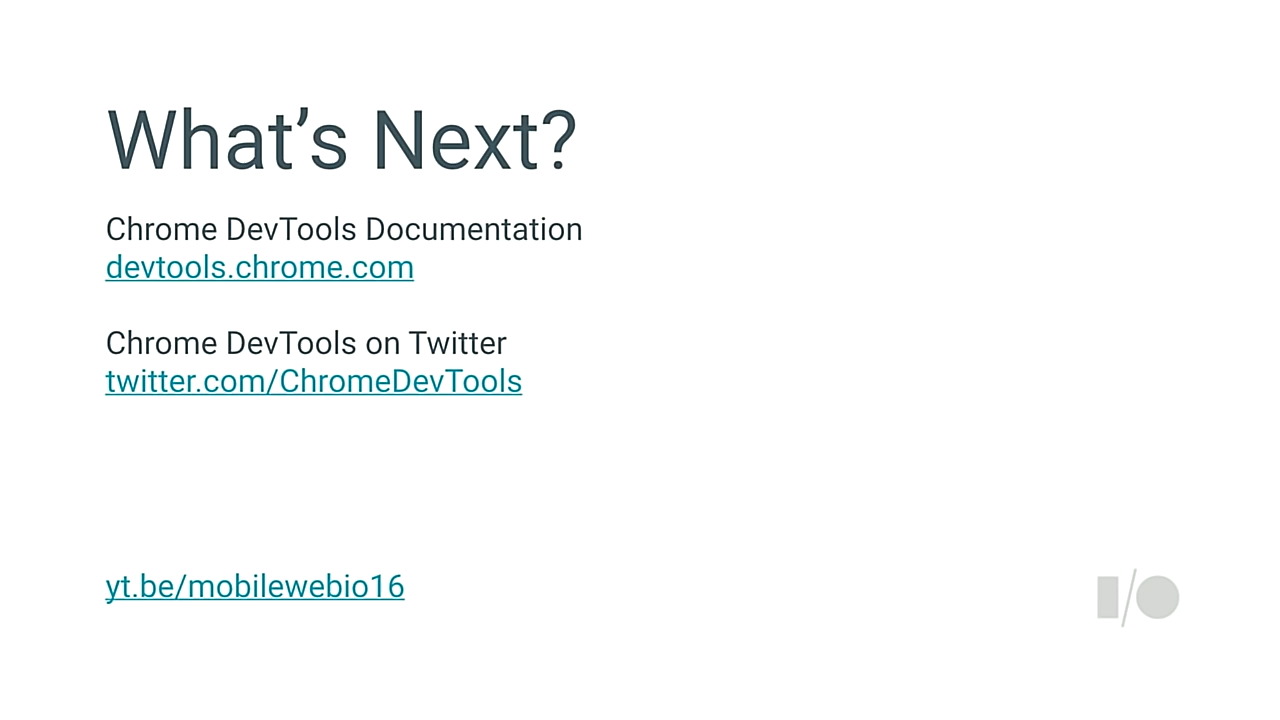 What’s Next?
Chrome DevTools Documentation
devtools.chrome.com
Chrome DevTools on Twitter
twitter.com/ChromeDevTools
yt.be/mobilewebio16
I/O